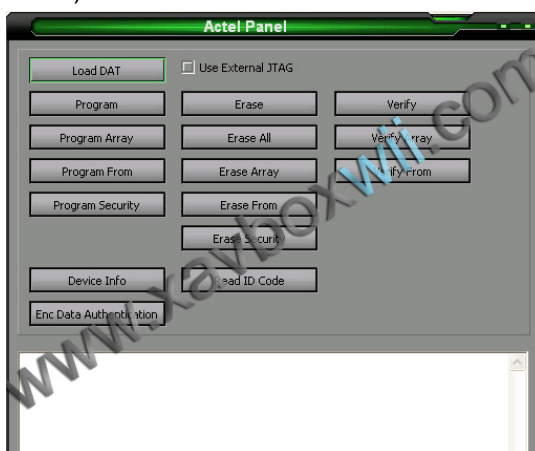 Actel Panel
Load DAT
Use External JTAG
Program
Erase
Verify
Program Array
Erase All
Verify Array
Program From
Erase Array
Verify From
Program Security
Erase From
Erase Security
Device Info
Read ID Code
Enc Data Authentication
www.xavboxwii.com